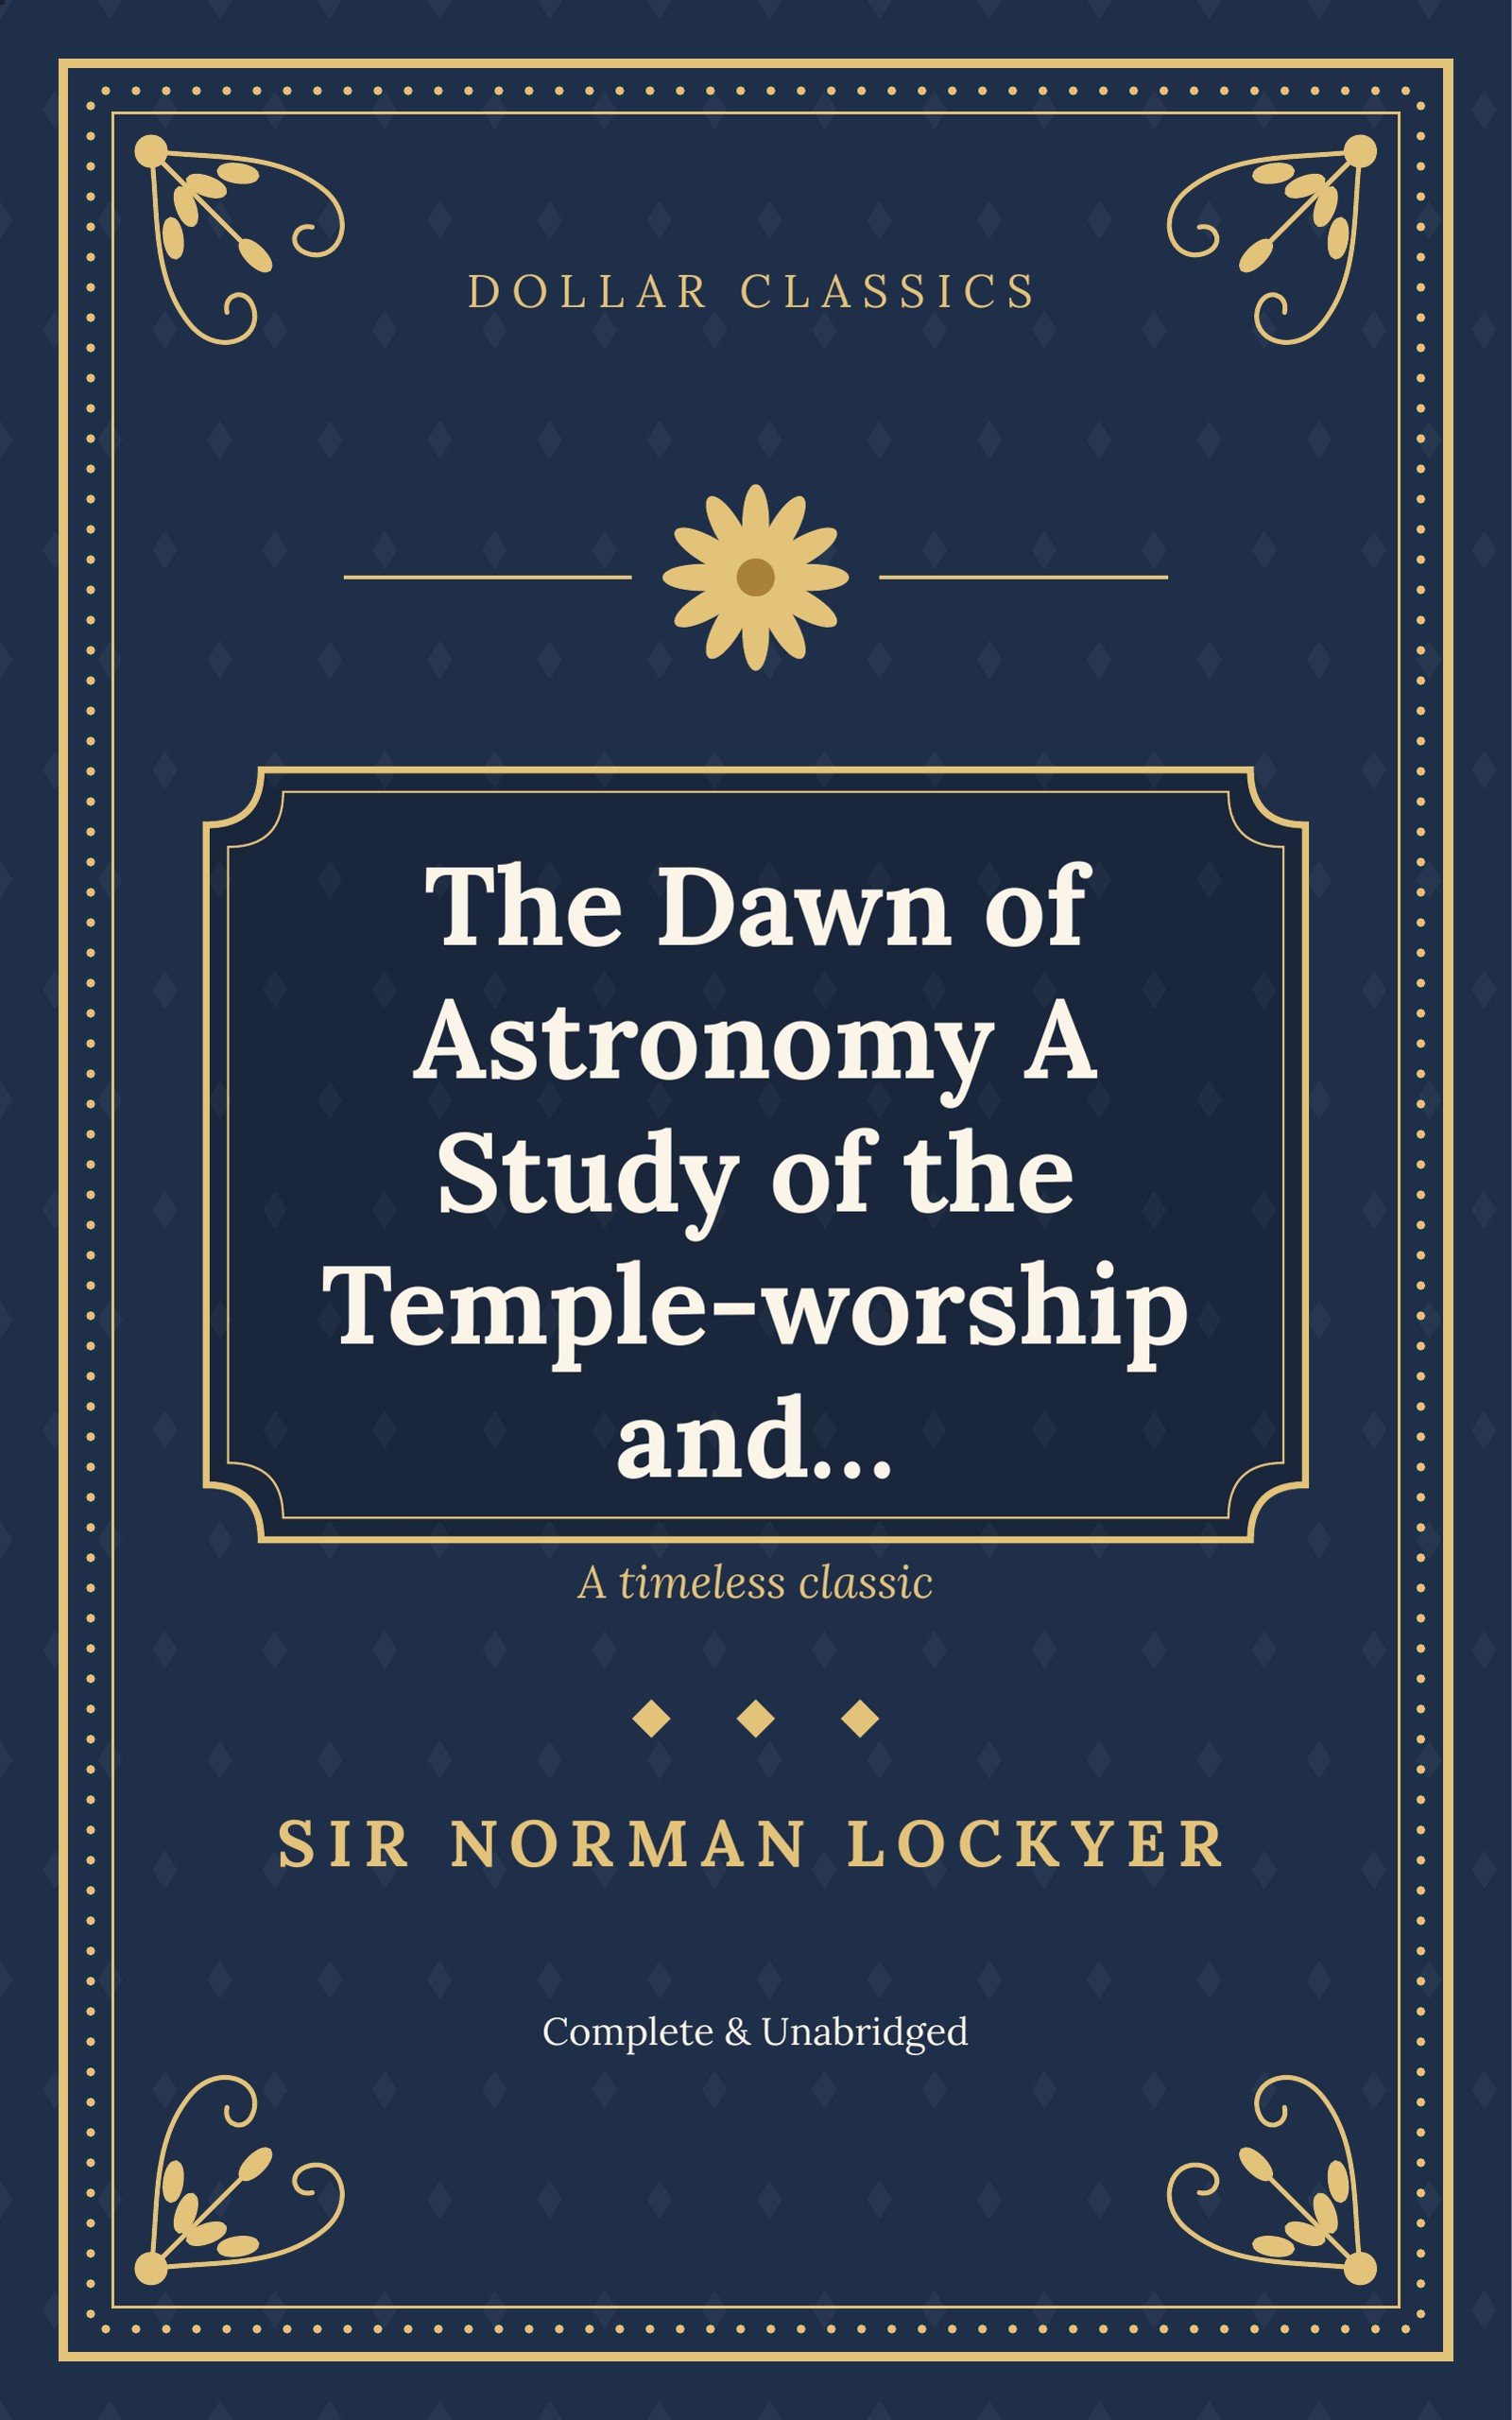 DOLLAR CLASSICS
The Dawn of
Astronomy A
Study of the
Temple-worship
and...
A timeless classic
SIR NORMAN LOCKYER
Complete & Unabridged